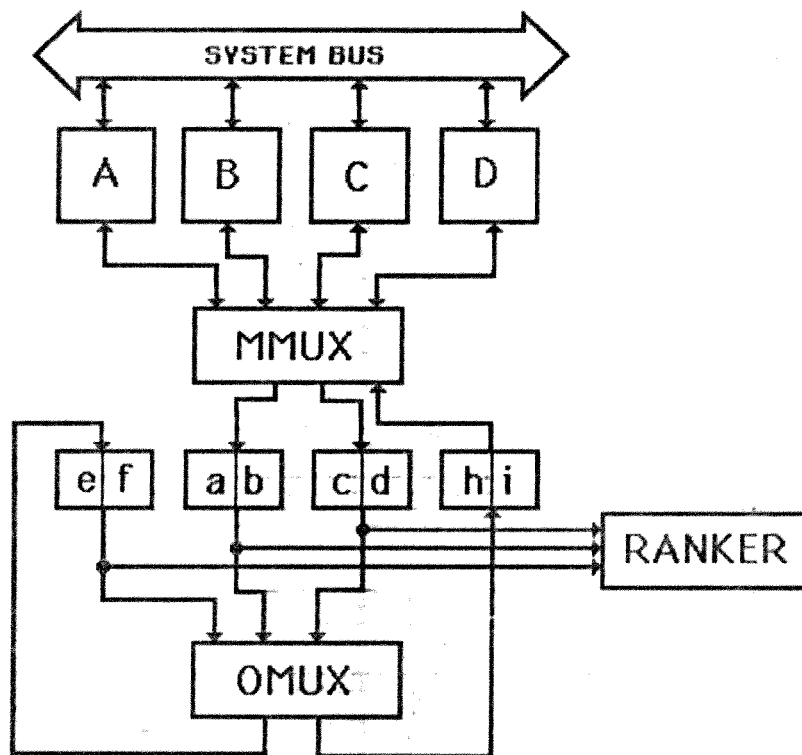 SYSTEM BUS
A B C D
MMUX
e f a b c d h i
RANKER
OMUX